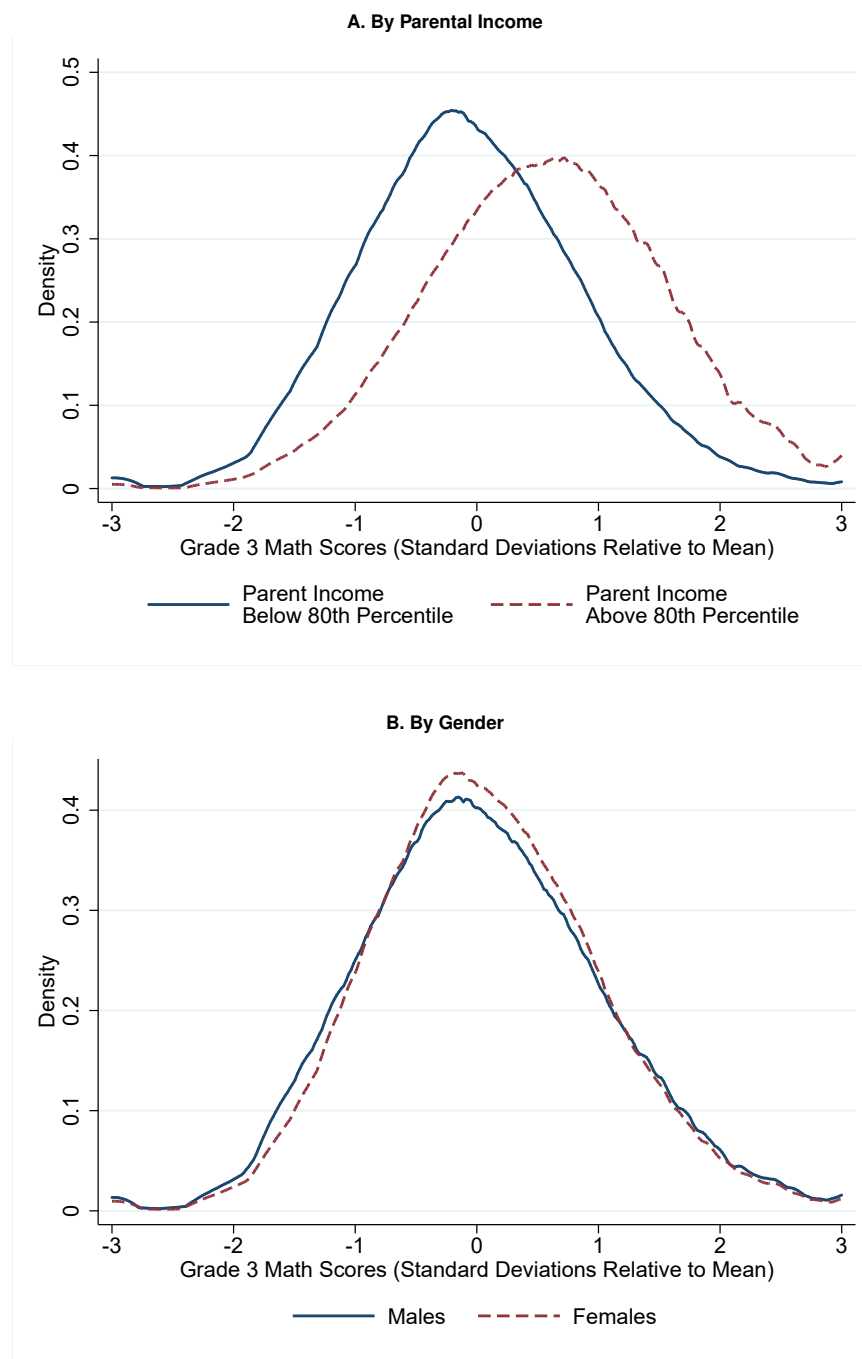 A. By Parental Income
0.5
0.4
0.3
0.2
0.1
0
Density
-3 -2 -1 0 1 2 3
Grade 3 Math Scores (Standard Deviations Relative to Mean)
Parent Income
Below 80th Percentile
Parent Income
Above 80th Percentile
B. By Gender
0.4
0.3
0.2
0.1
0
Density
-3 -2 -1 0 1 2 3
Grade 3 Math Scores (Standard Deviations Relative to Mean)
Males Females